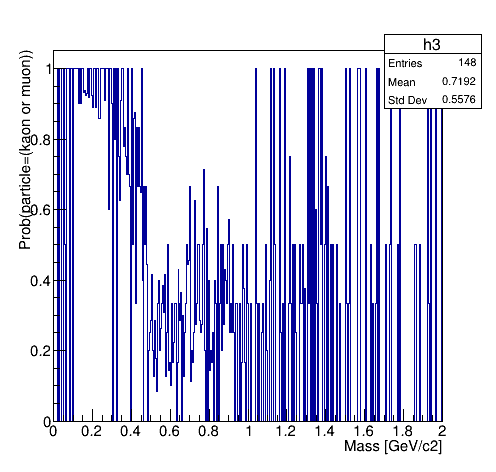 h3
Entries 148
Mean 0.7192
Std Dev 0.5576
Prob(particle=(kaon or muon))
1
0.8
0.6
0.4
0.2
0
0 0.2 0.4 0.6 0.8 1 1.2 1.4 1.6 1.8 2
Mass [GeV/c2]